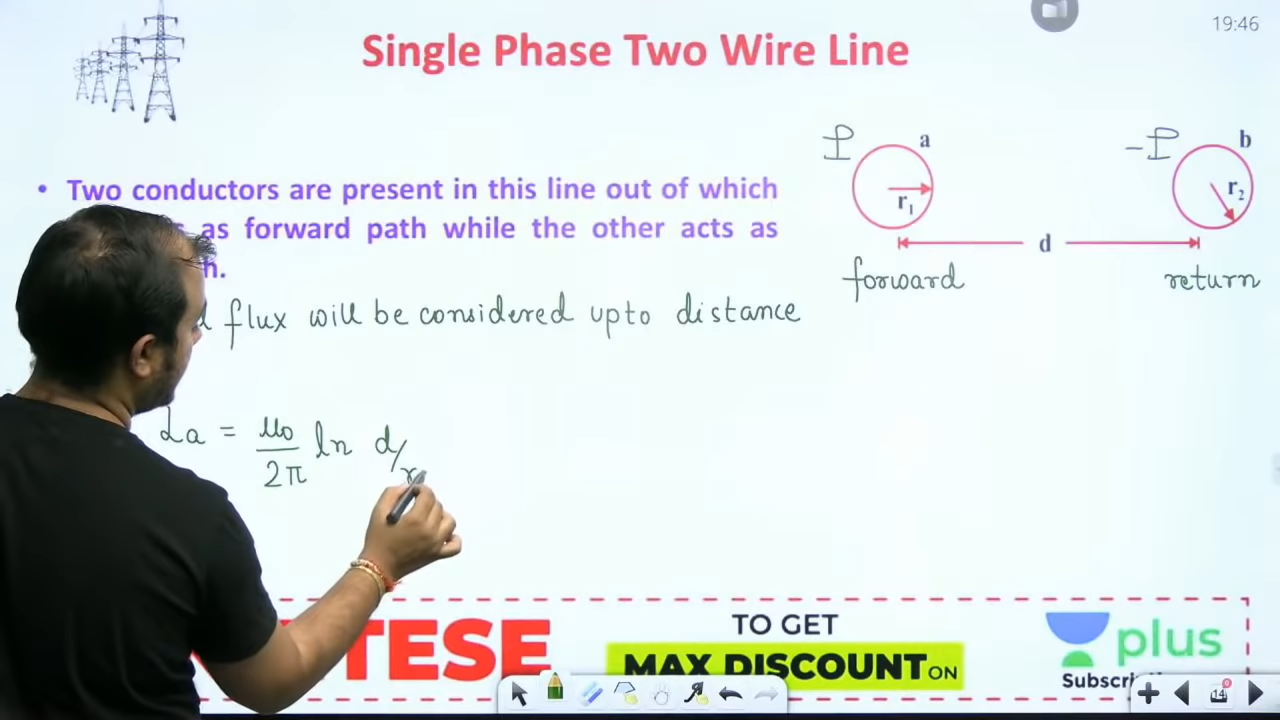 19:46
Single Phase Two Wire Line
• Two conductors are present in this line out of which
as forward path while the other acts as
flux will be considered upto distance
La = μ0/2π ln d/r
I a
-I b
r1
r2
d
forward return
TO GET
MAX DISCOUNT ON
plus
14